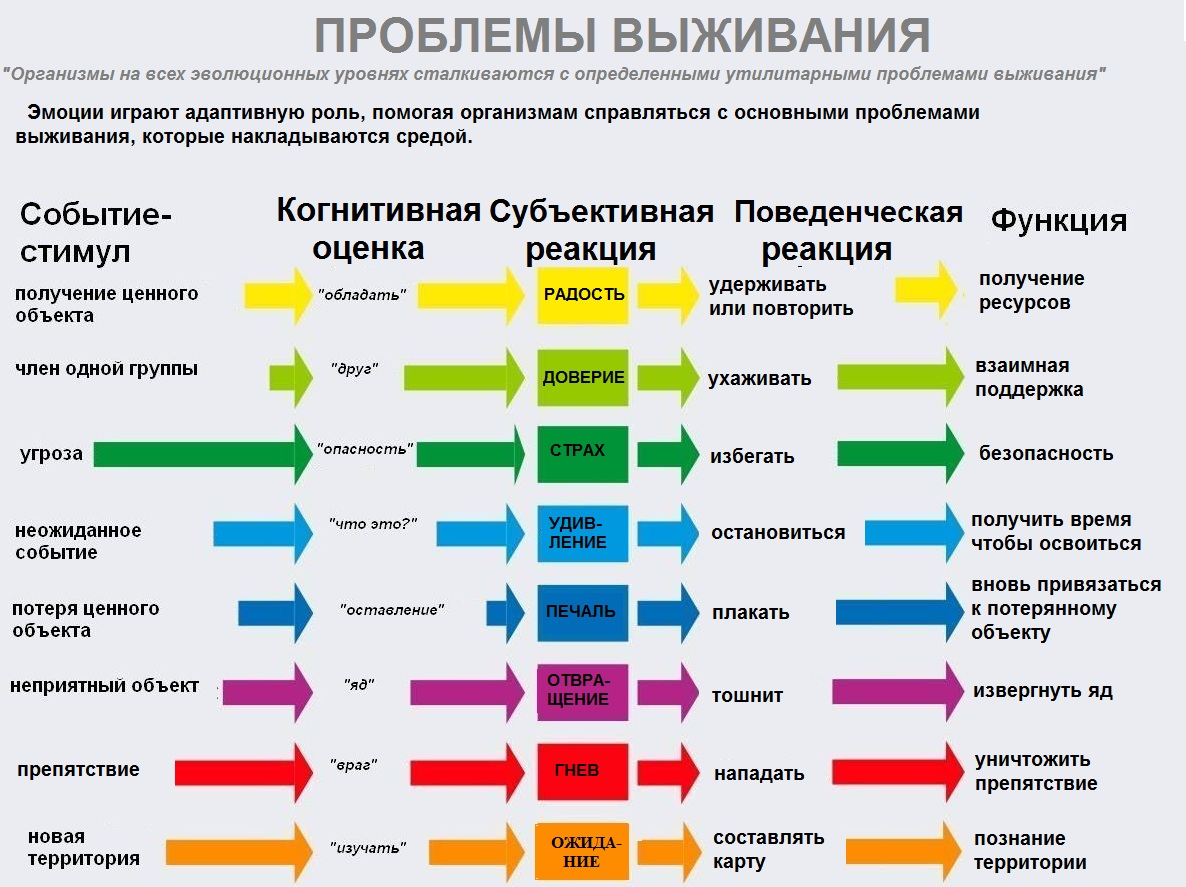 ПРОБЛЕМЫ ВЫЖИВАНИЯ
"Организмы на всех эволюционных уровнях сталкиваются с определенными утилитарными проблемами выживания"
Эмоции играют адаптивную роль, помогая организмам справляться с основными проблемами
выживания, которые накладываются средой.
Событие-
стимул
Когнитивная
оценка
Субъективная
реакция
Поведенческая
реакция
Функция
получение ценного
объекта
"обладать"
РАДОСТЬ
удерживать
или повторить
получение
ресурсов
член одной группы
"друг"
ДОВЕРИЕ
ухаживать
взаимная
поддержка
угроза
"опасность"
СТРАХ
избегать
безопасность
неожиданное
событие
"что это?"
УДИВ-
ЛЕНИЕ
остановиться
получить время
чтобы освоиться
потеря ценного
объекта
"оставление"
ПЕЧАЛЬ
плакать
вновь привязаться
к потерянному
объекту
неприятный объект
"яд"
ОТВРА-
ЩЕНИЕ
тошнит
извергнуть яд
препятствие
"враг"
ГНЕВ
нападать
уничтожить
препятствие
новая
территория
"изучать"
ОЖИДА-
НИЕ
составлять
карту
познание
территории